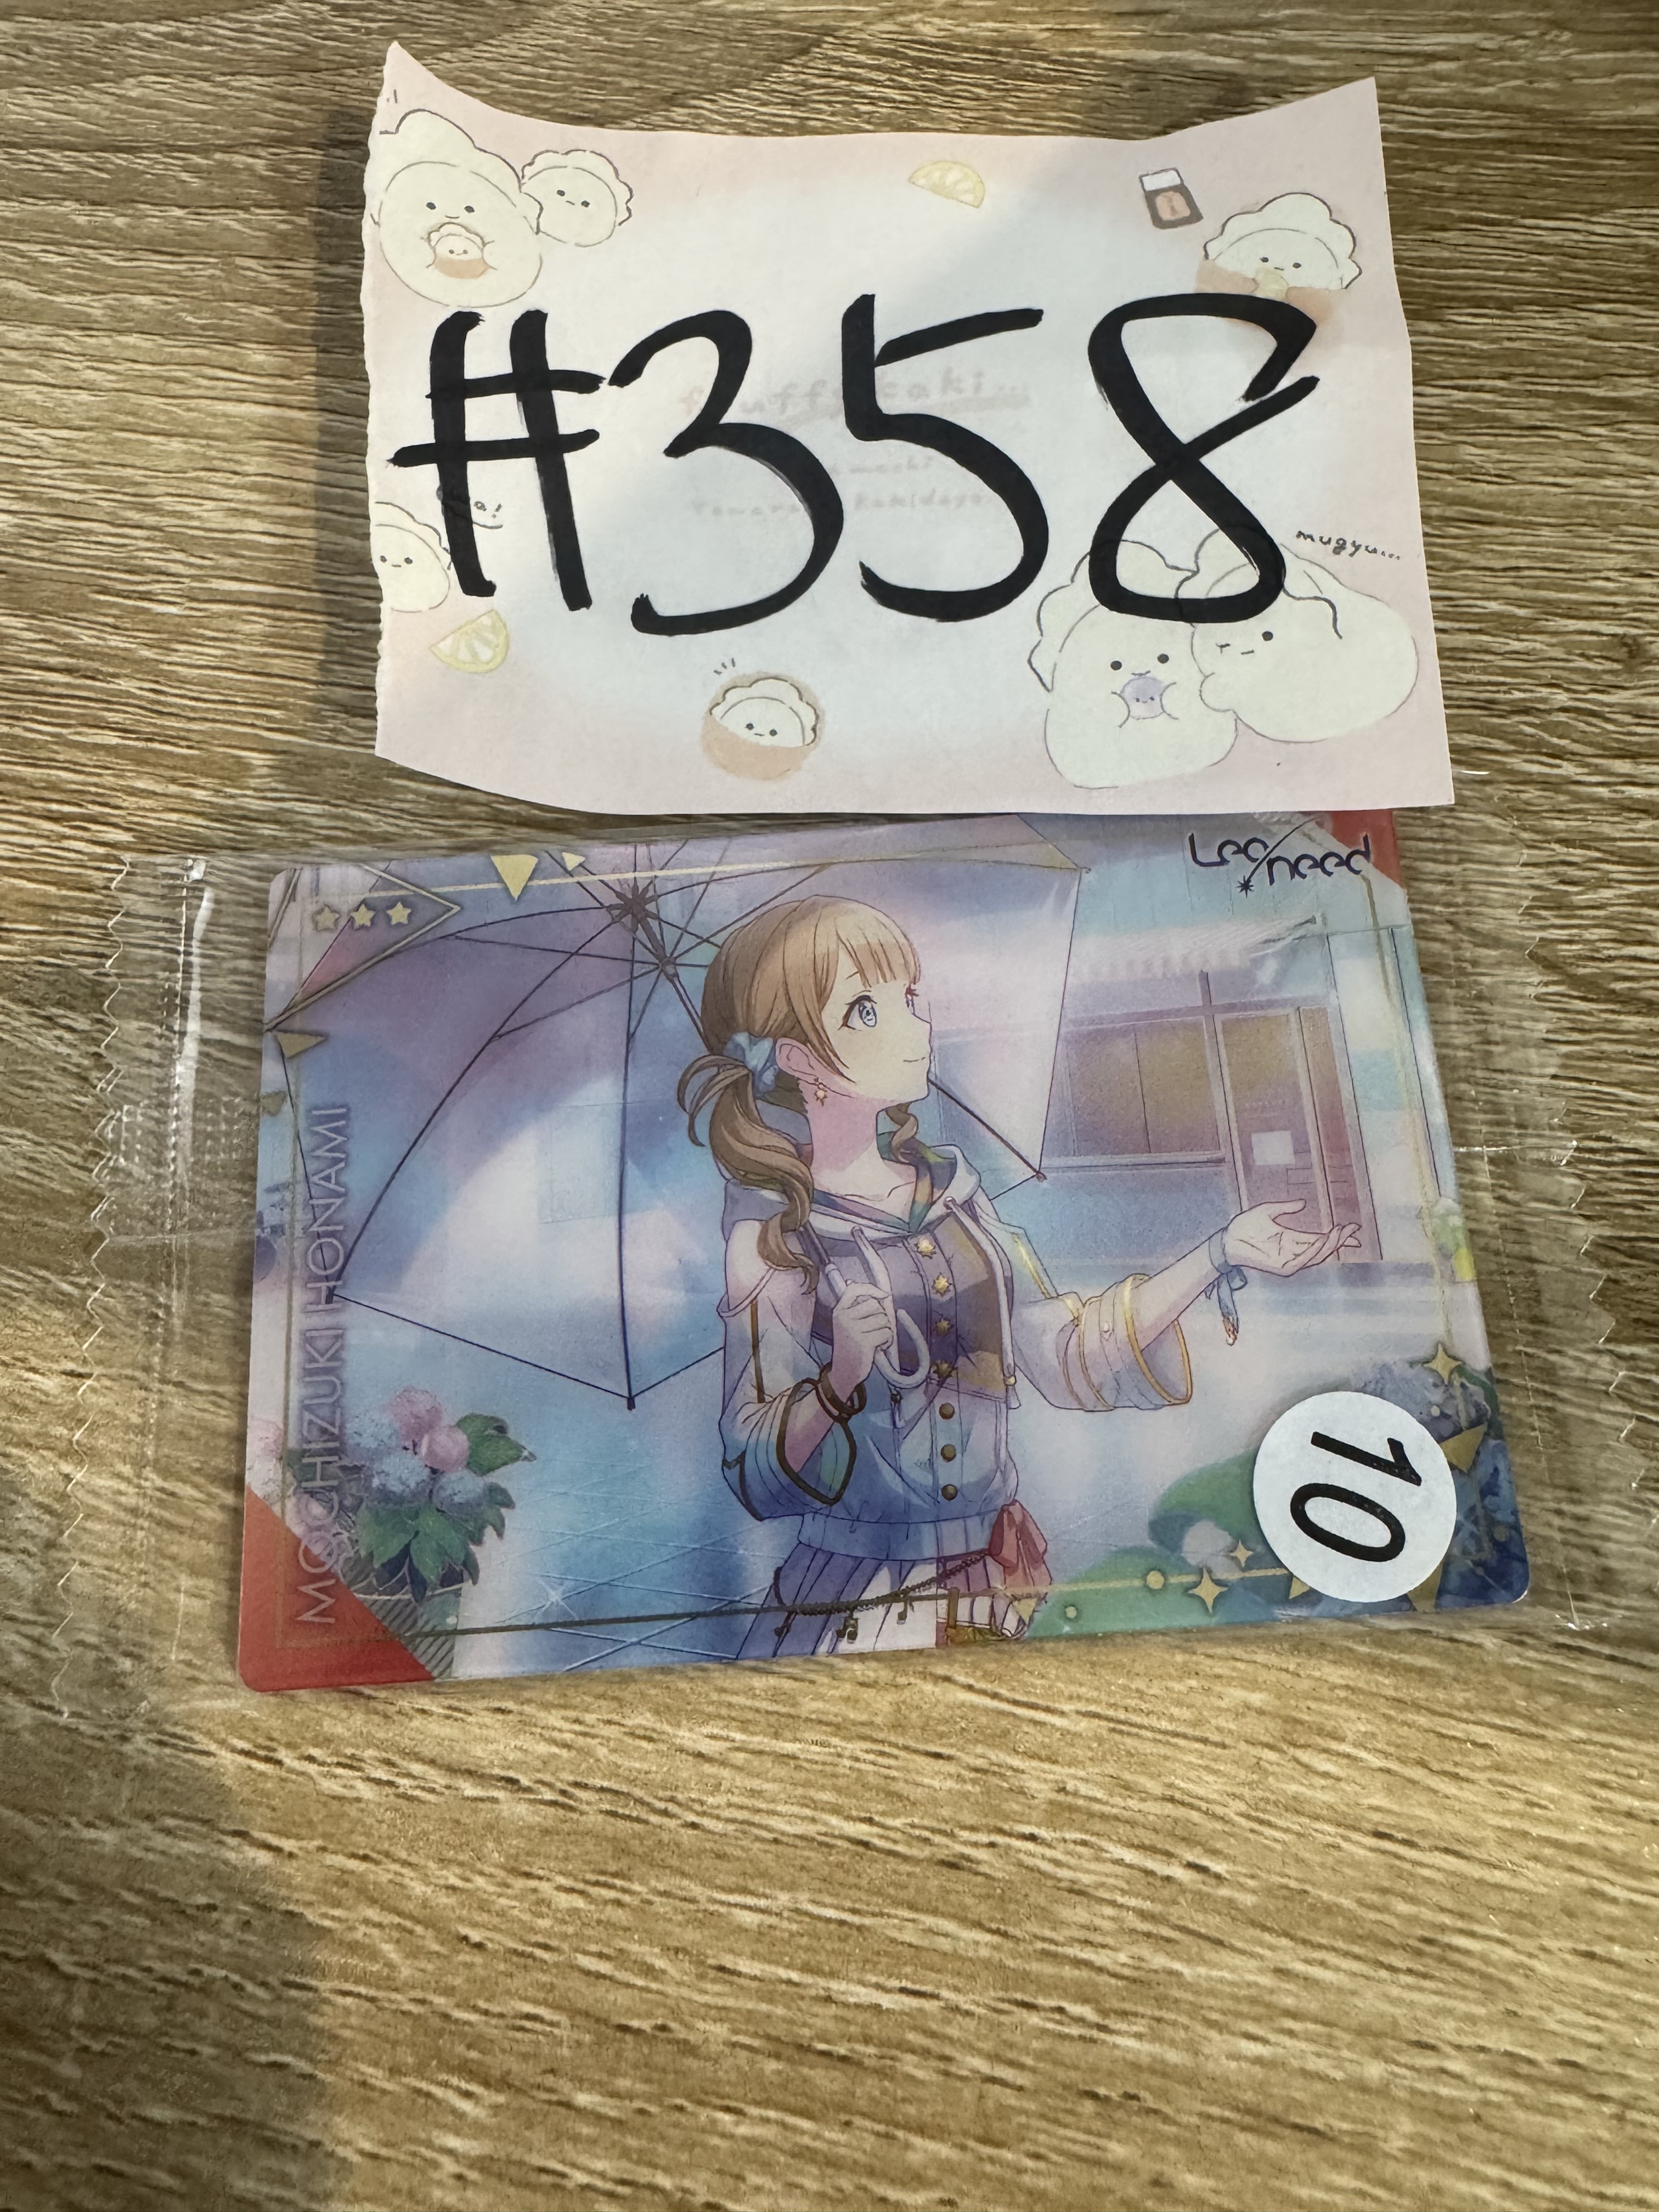 #358
mugyu...
Leo/need
MOCHIZUKI HONAMI
10